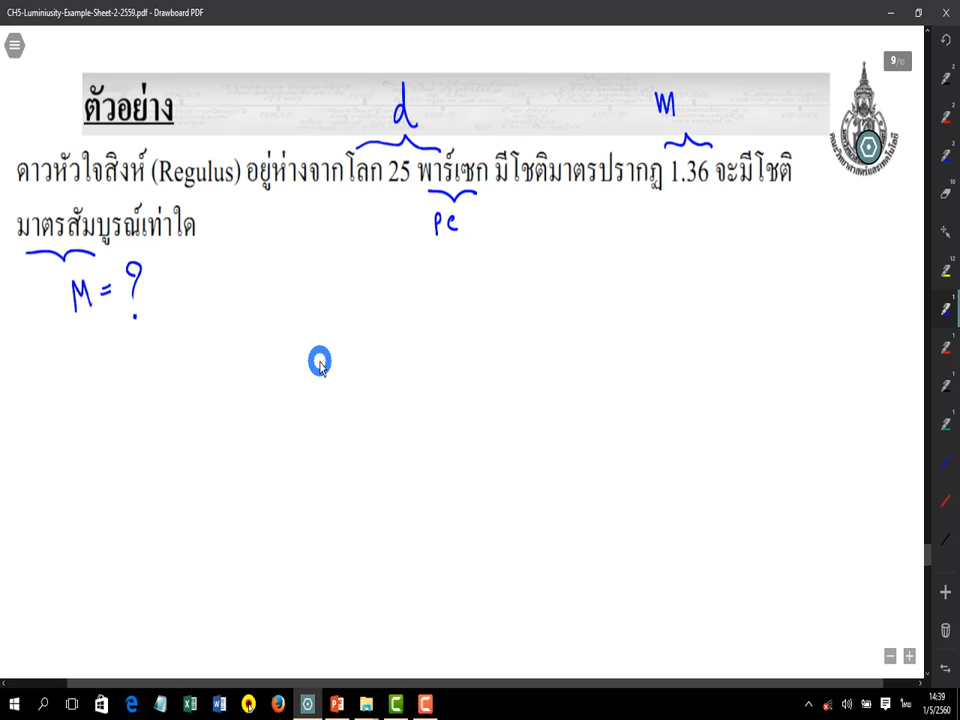 CH5-Luminiusity-Example-Sheet-2-2559.pdf - Drawboard PDF
9/10
ตัวอย่าง
d
m
ดาวหัวใจสิงห์ (Regulus) อยู่ห่างจากโลก 25 พาร์เซก มีโชติมาตรปรากฏ 1.36 จะมีโชติ
มาตรสัมบูรณ์เท่าใด
pc
M = ?
14:39
1/5/2560